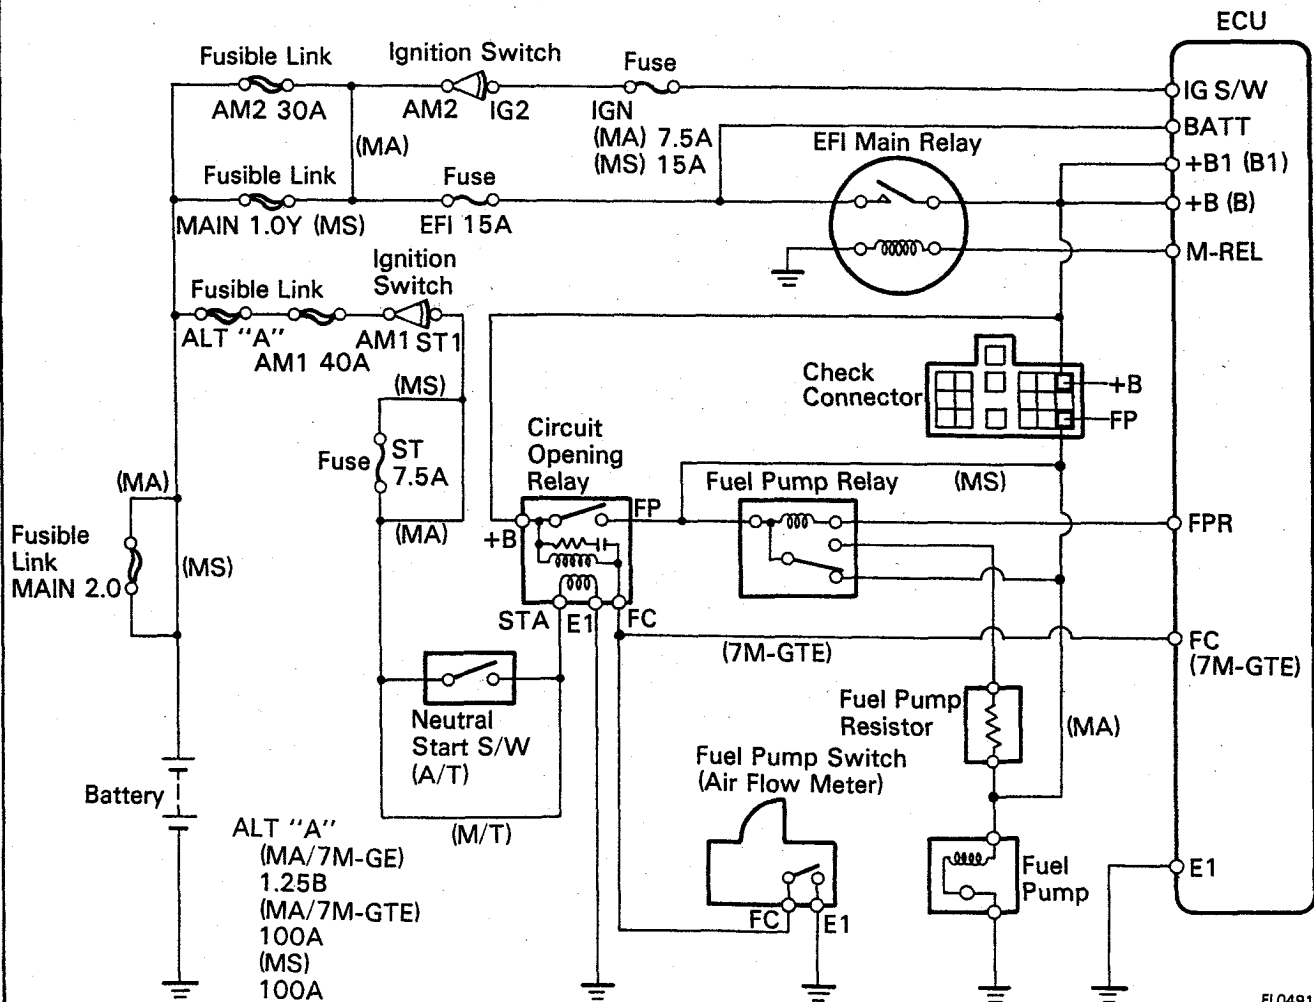 ECU
Fusible Link
Ignition Switch
Fuse
AM2 30A
AM2
IG2
IGN
(MA) 7.5A
(MS) 15A
IG S/W
BATT
(MA)
EFI Main Relay
+B1 (B1)
Fusible Link
Fuse
MAIN 1.0Y (MS)
EFI 15A
+B (B)
M-REL
Ignition
Switch
Fusible Link
ALT "A"
AM1 40A
AM1
ST1
(MS)
Check
Connector
+B
FP
Fuse
ST
7.5A
Circuit
Opening
Relay
(MA)
FP
+B
Fuel Pump Relay
(MS)
FPR
(MA)
Fusible
Link
MAIN 2.0
(MS)
STA
E1
FC
(7M-GTE)
FC
(7M-GTE)
Neutral
Start S/W
(A/T)
(M/T)
Fuel Pump
Resistor
(MA)
Fuel Pump Switch
(Air Flow Meter)
FC
E1
Fuel
Pump
E1
Battery
ALT "A"
(MA/7M-GE)
1.25B
(MA/7M-GTE)
100A
(MS)
100A